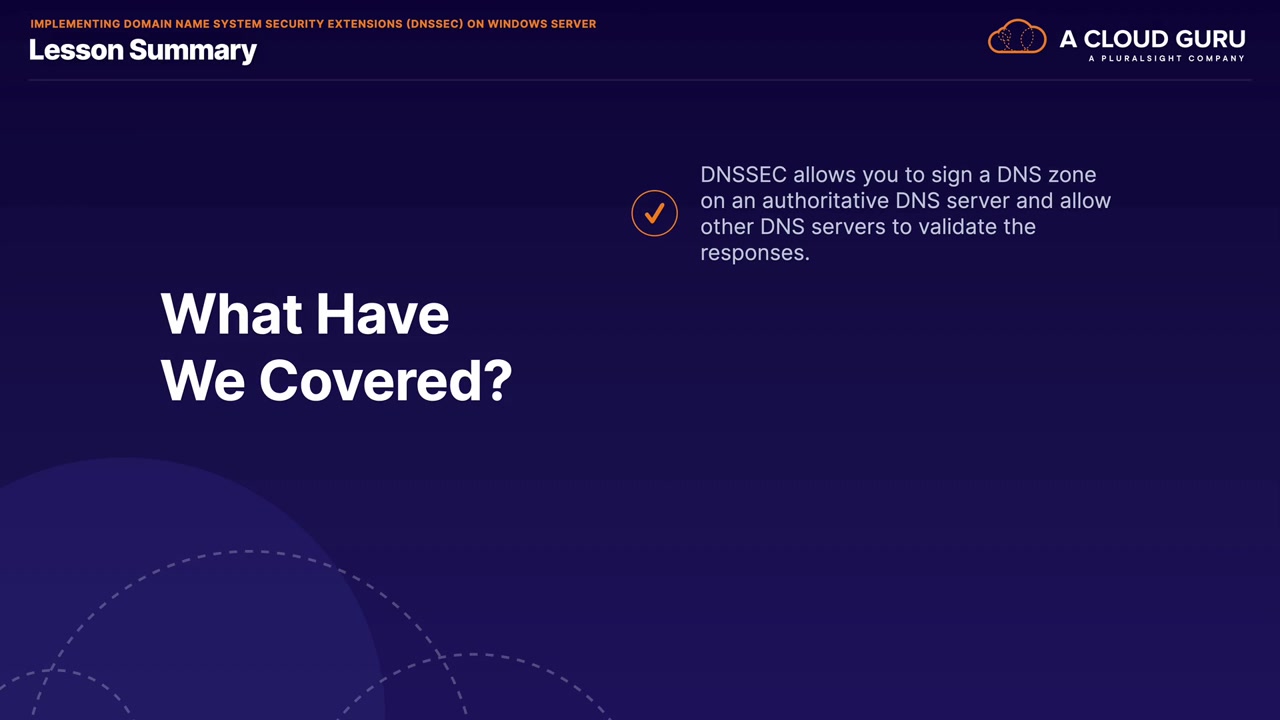 IMPLEMENTING DOMAIN NAME SYSTEM SECURITY EXTENSIONS (DNSSEC) ON WINDOWS SERVER
Lesson Summary
A CLOUD GURU
A PLURALSIGHT COMPANY
DNSSEC allows you to sign a DNS zone
on an authoritative DNS server and allow
other DNS servers to validate the
responses.
What Have
We Covered?